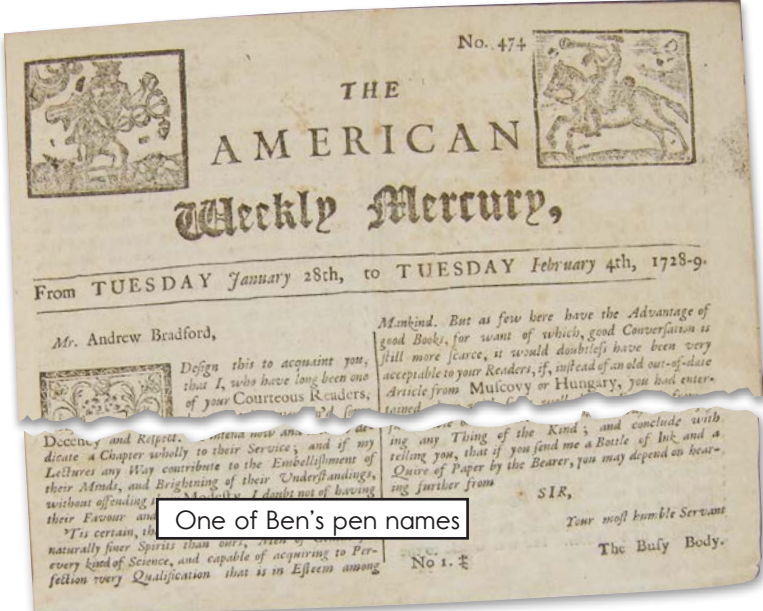 No. 474
THE
AMERICAN
Weekly Mercury,
From TUESDAY January 28th, to TUESDAY February 4th, 1728-9.
Mr. Andrew Bradford,
Deſign this to acquaint you,
that I, who have long been one
of your Courteous Readers,
Decency and Reſpect.
dicate a Chapter wholly to their Service; and if my
Lectures any Way contribute to the Embelliſhment of
their Minds, and Brightning of their Underſtandings,
without offending Modeſty, I doubt not of having
their Favour and
'Tis certain,
naturally finer Spirits than ours,
every kind of Science, and capable of acquiring to Per-
fection every Qualification that is in Eſteem among
Mankind. But as few here have the Advantage of
good Books, for want of which, good Converſation is
ſtill more ſcarce, it would doubtleſs have been very
acceptable to your Readers, if, inſtead of an old out-of-date
Article from Muſcovy or Hungary, you had enter-
tained
ing any Thing of the Kind; and conclude with
telling you, that if you ſend me a Bottle of Ink and a
Quire of Paper by the Bearer, you may depend on hear-
ing further from
SIR,
Your moſt humble Servant
The Buſy Body.
No 1. ‡
One of Ben's pen names